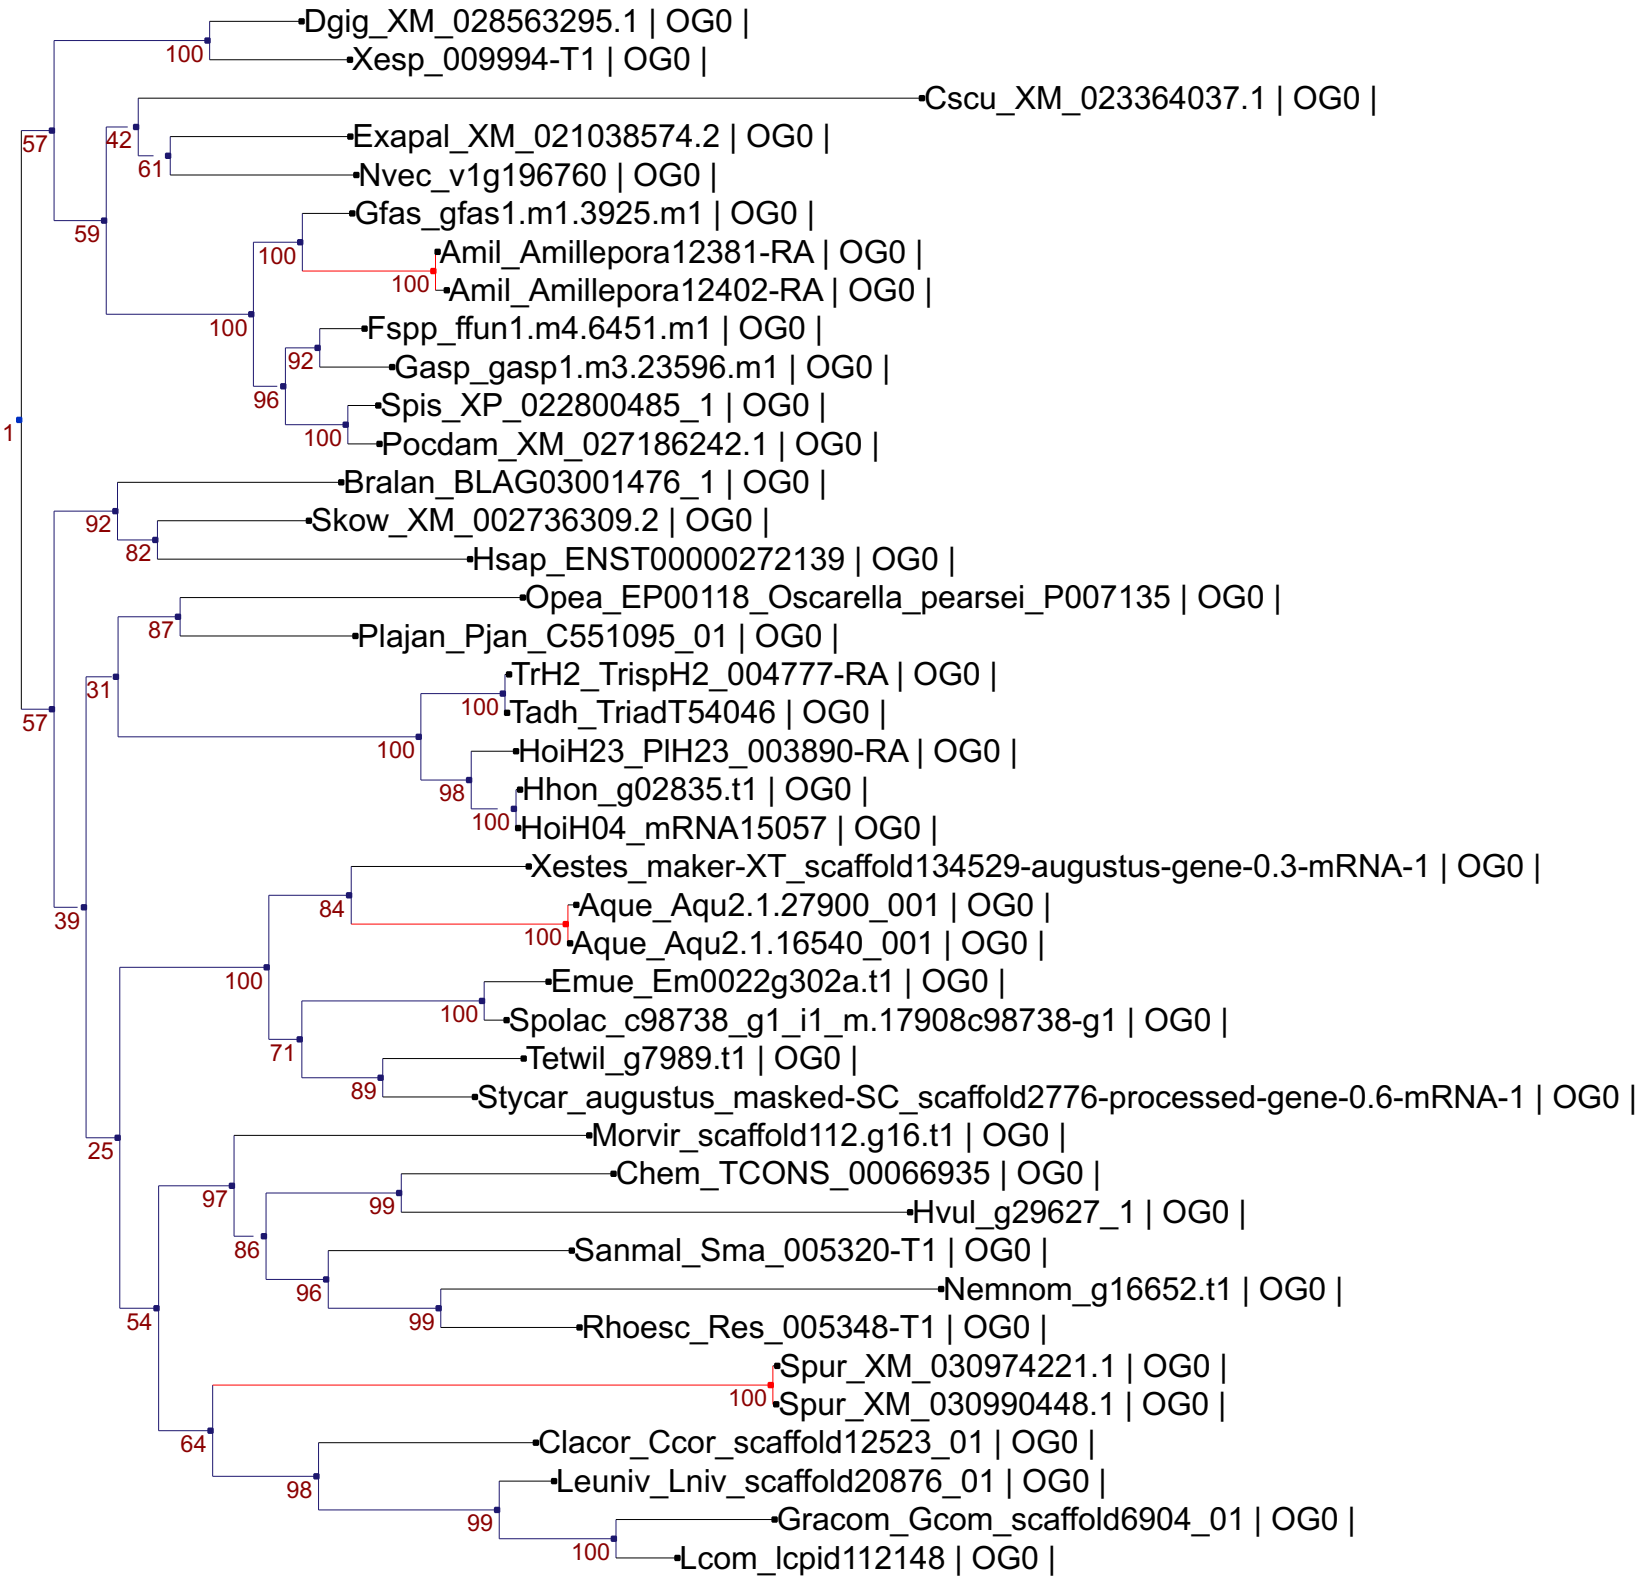 Dgig_XM_028563295.1 | OG0 |
100
Xesp_009994-T1 | OG0 |
Cscu_XM_023364037.1 | OG0 |
57
42
Exapal_XM_021038574.2 | OG0 |
61
Nvec_v1g196760 | OG0 |
Gfas_gfas1.m1.3925.m1 | OG0 |
59
100
Amil_Amillepora12381-RA | OG0 |
100
Amil_Amillepora12402-RA | OG0 |
100
Fspp_ffun1.m4.6451.m1 | OG0 |
92
Gasp_gasp1.m3.23596.m1 | OG0 |
96
Spis_XP_022800485_1 | OG0 |
1
100
Pocdam_XM_027186242.1 | OG0 |
Bralan_BLAG03001476_1 | OG0 |
92
Skow_XM_002736309.2 | OG0 |
82
Hsap_ENST00000272139 | OG0 |
Opea_EP00118_Oscarella_pearsei_P007135 | OG0 |
87
Plajan_Pjan_C551095_01 | OG0 |
31
TrH2_TrispH2_004777-RA | OG0 |
100
57
Tadh_TriadT54046 | OG0 |
100
HoiH23_PlH23_003890-RA | OG0 |
98
Hhon_g02835.t1 | OG0 |
100
HoiH04_mRNA15057 | OG0 |
Xestes_maker-XT_scaffold134529-augustus-gene-0.3-mRNA-1 | OG0 |
39
84
Aque_Aqu2.1.27900_001 | OG0 |
100
Aque_Aqu2.1.16540_001 | OG0 |
100
Emue_Em0022g302a.t1 | OG0 |
100
Spolac_c98738_g1_i1_m.17908c98738-g1 | OG0 |
71
Tetwil_g7989.t1 | OG0 |
89
Stycar_augustus_masked-SC_scaffold2776-processed-gene-0.6-mRNA-1 | OG0 |
25
Morvir_scaffold112.g16.t1 | OG0 |
Chem_TCONS_00066935 | OG0 |
97
99
Hvul_g29627_1 | OG0 |
86
Sanmal_Sma_005320-T1 | OG0 |
96
Nemnom_g16652.t1 | OG0 |
54
99
Rhoesc_Res_005348-T1 | OG0 |
Spur_XM_030974221.1 | OG0 |
100
Spur_XM_030990448.1 | OG0 |
64
Clacor_Ccor_scaffold12523_01 | OG0 |
98
Leuniv_Lniv_scaffold20876_01 | OG0 |
99
Gracom_Gcom_scaffold6904_01 | OG0 |
100
Lcom_lcpid112148 | OG0 |